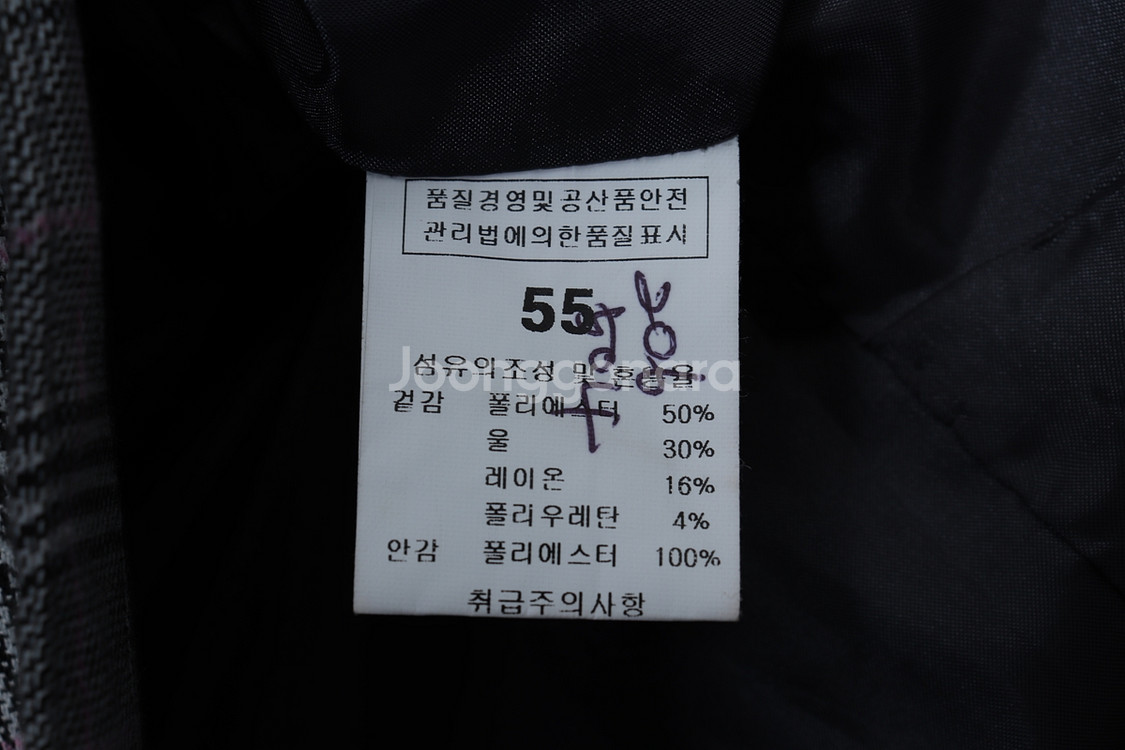 품질경영및공산품안전
관리법에의한품질표시
55
섬유의조성 및 혼용율
겉감 폴리에스터 50%
울 30%
레이온 16%
폴리우레탄 4%
안감 폴리에스터 100%
취급주의사항
Joonggonara